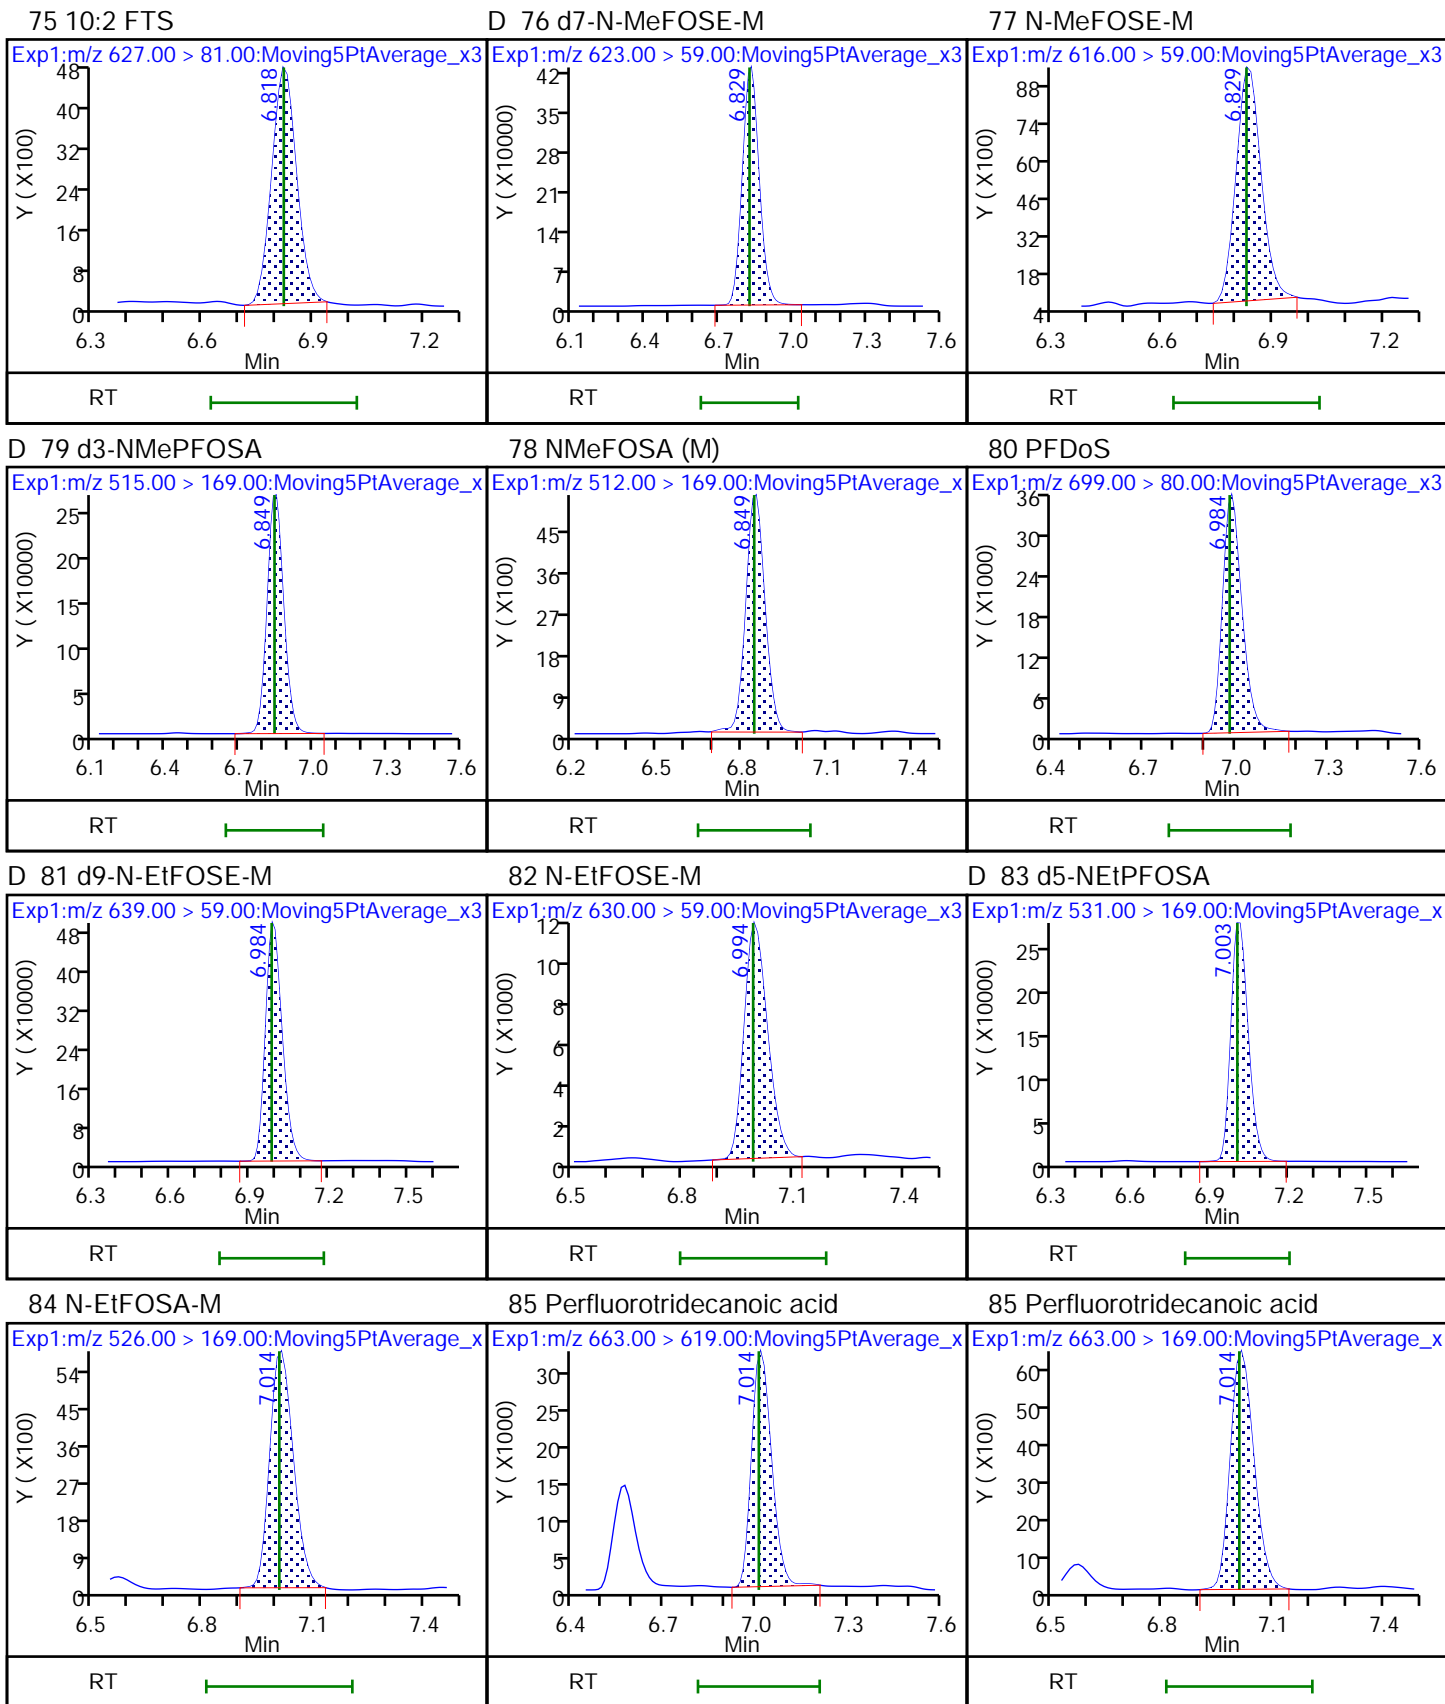 75 10:2 FTS
Exp1:m/z 627.00 > 81.00:Moving5PtAverage_x3
6.818
Y ( X100)
48
40
32
24
16
8
0
6.3 6.6 6.9 7.2
Min
RT
D 76 d7-N-MeFOSE-M
Exp1:m/z 623.00 > 59.00:Moving5PtAverage_x3
6.829
Y ( X10000)
42
35
28
21
14
7
0
6.1 6.4 6.7 7.0 7.3 7.6
Min
RT
77 N-MeFOSE-M
Exp1:m/z 616.00 > 59.00:Moving5PtAverage_x3
6.829
Y ( X100)
88
74
60
46
32
18
4
6.3 6.6 6.9 7.2
Min
RT
D 79 d3-NMePFOSA
Exp1:m/z 515.00 > 169.00:Moving5PtAverage_x
6.849
Y ( X10000)
25
20
15
10
5
0
6.1 6.4 6.7 7.0 7.3 7.6
Min
RT
78 NMeFOSA (M)
Exp1:m/z 512.00 > 169.00:Moving5PtAverage_x
6.849
Y ( X100)
45
36
27
18
9
0
6.2 6.5 6.8 7.1 7.4
Min
RT
80 PFDoS
Exp1:m/z 699.00 > 80.00:Moving5PtAverage_x3
6.984
Y ( X1000)
36
30
24
18
12
6
0
6.4 6.7 7.0 7.3 7.6
Min
RT
D 81 d9-N-EtFOSE-M
Exp1:m/z 639.00 > 59.00:Moving5PtAverage_x3
6.984
Y ( X10000)
48
40
32
24
16
8
0
6.3 6.6 6.9 7.2 7.5
Min
RT
82 N-EtFOSE-M
Exp1:m/z 630.00 > 59.00:Moving5PtAverage_x3
6.994
Y ( X1000)
12
10
8
6
4
2
0
6.5 6.8 7.1 7.4
Min
RT
D 83 d5-NEtPFOSA
Exp1:m/z 531.00 > 169.00:Moving5PtAverage_x
7.003
Y ( X10000)
25
20
15
10
5
0
6.3 6.6 6.9 7.2 7.5
Min
RT
84 N-EtFOSA-M
Exp1:m/z 526.00 > 169.00:Moving5PtAverage_x
7.014
Y ( X100)
54
45
36
27
18
9
0
6.5 6.8 7.1 7.4
Min
RT
85 Perfluorotridecanoic acid
Exp1:m/z 663.00 > 619.00:Moving5PtAverage_x
7.014
Y ( X1000)
30
25
20
15
10
5
0
6.4 6.7 7.0 7.3 7.6
Min
RT
85 Perfluorotridecanoic acid
Exp1:m/z 663.00 > 169.00:Moving5PtAverage_x
7.014
Y ( X100)
60
50
40
30
20
10
0
6.5 6.8 7.1 7.4
Min
RT